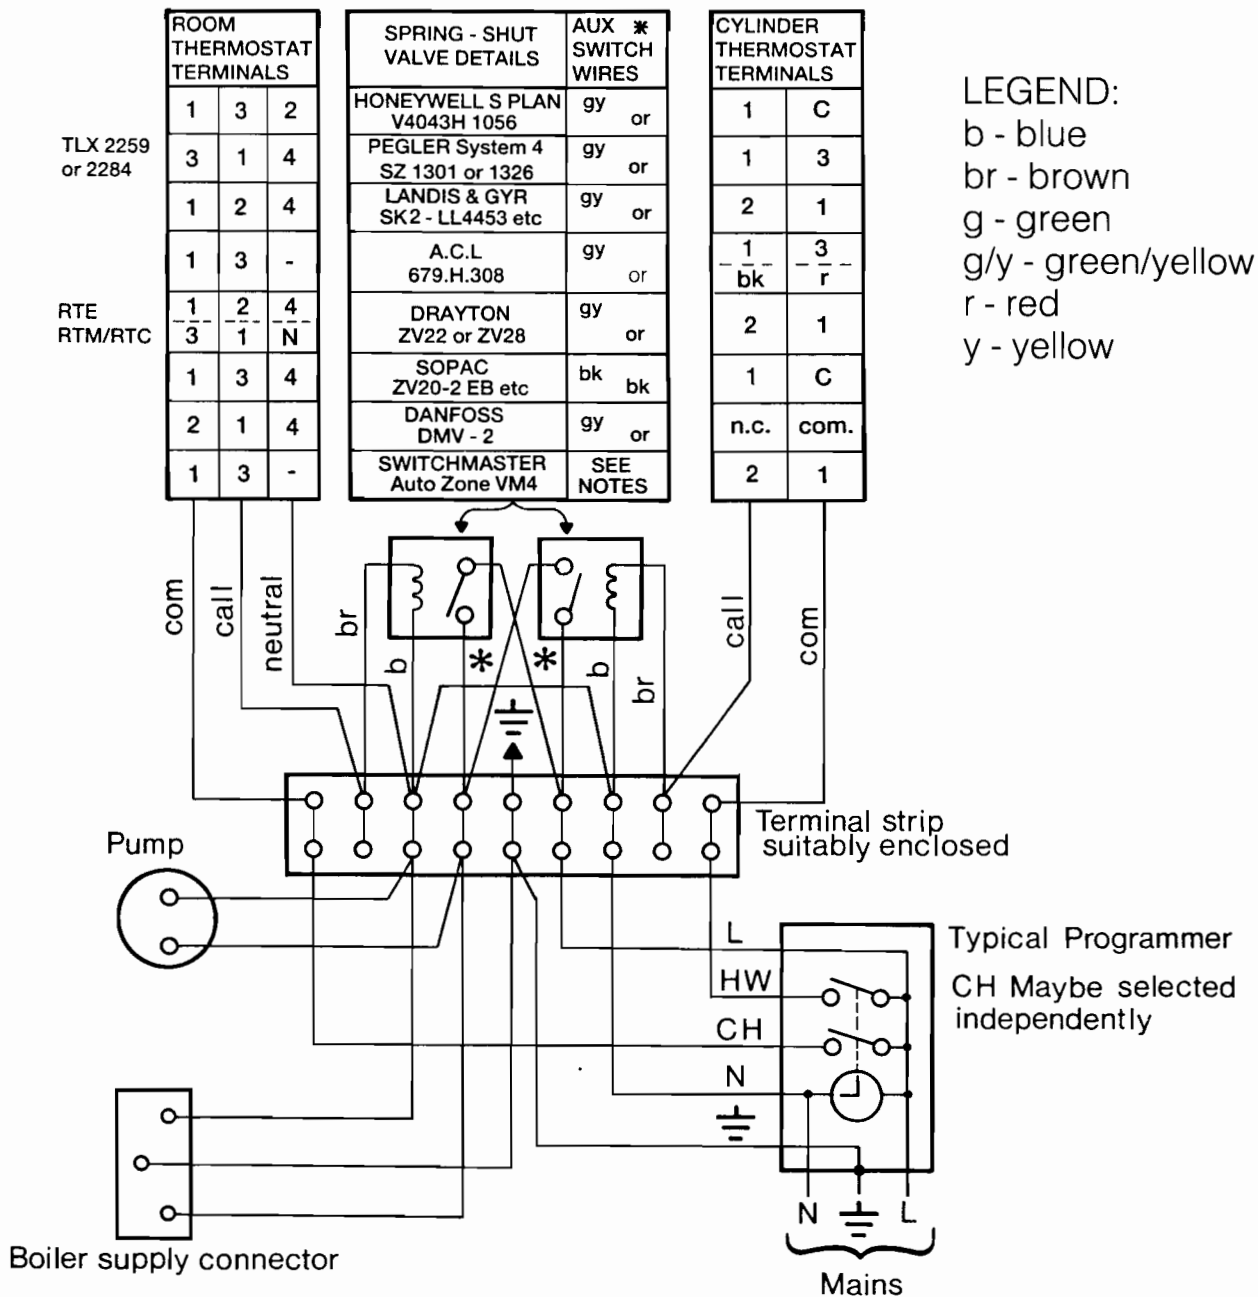 ROOM
THERMOSTAT
TERMINALS
SPRING - SHUT
VALVE DETAILS
AUX *
SWITCH
WIRES
CYLINDER
THERMOSTAT
TERMINALS
1 3 2
HONEYWELL S PLAN
V4043H 1056
gy or
1 C
TLX 2259
or 2284
3 1 4
PEGLER System 4
SZ 1301 or 1326
gy or
1 3
1 2 4
LANDIS & GYR
SK2 - LL4453 etc
gy or
2 1
1 3 -
A.C.L
679.H.308
gy or
1 3
bk r
RTE
RTM/RTC
1 2 4
3 1 N
DRAYTON
ZV22 or ZV28
gy or
2 1
1 3 4
SOPAC
ZV20-2 EB etc
bk bk
1 C
2 1 4
DANFOSS
DMV - 2
gy or
n.c. com.
1 3 -
SWITCHMASTER
Auto Zone VM4
SEE
NOTES
2 1
LEGEND:
b - blue
br - brown
g - green
g/y - green/yellow
r - red
y - yellow
com
call
neutral
br
b
*
*
b
br
call
com
Terminal strip
suitably enclosed
Pump
L
HW
CH
N
Typical Programmer
CH Maybe selected
independently
N L
Mains
Boiler supply connector